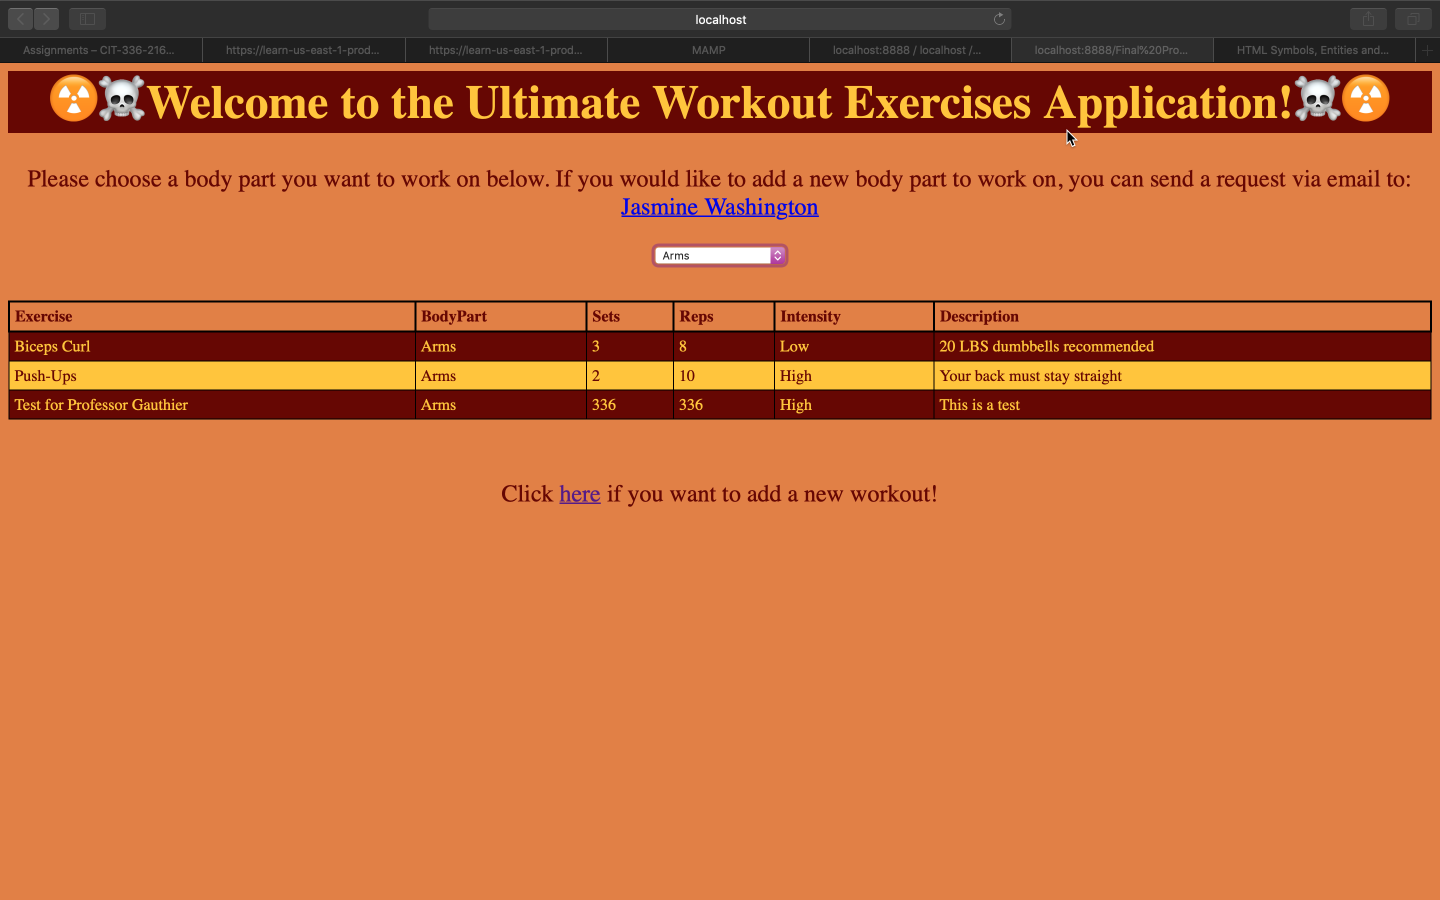 localhost
Assignments – CIT-336-216...
https://learn-us-east-1-prod...
https://learn-us-east-1-prod...
MAMP
localhost:8888 / localhost /...
localhost:8888/Final%20Pro...
HTML Symbols, Entities and...
☢️☠️Welcome to the Ultimate Workout Exercises Application!☠️☢️
Please choose a body part you want to work on below. If you would like to add a new body part to work on, you can send a request via email to:
Jasmine Washington
Arms
Exercise BodyPart Sets Reps Intensity Description
Biceps Curl Arms 3 8 Low 20 LBS dumbbells recommended
Push-Ups Arms 2 10 High Your back must stay straight
Test for Professor Gauthier Arms 336 336 High This is a test
Click here if you want to add a new workout!